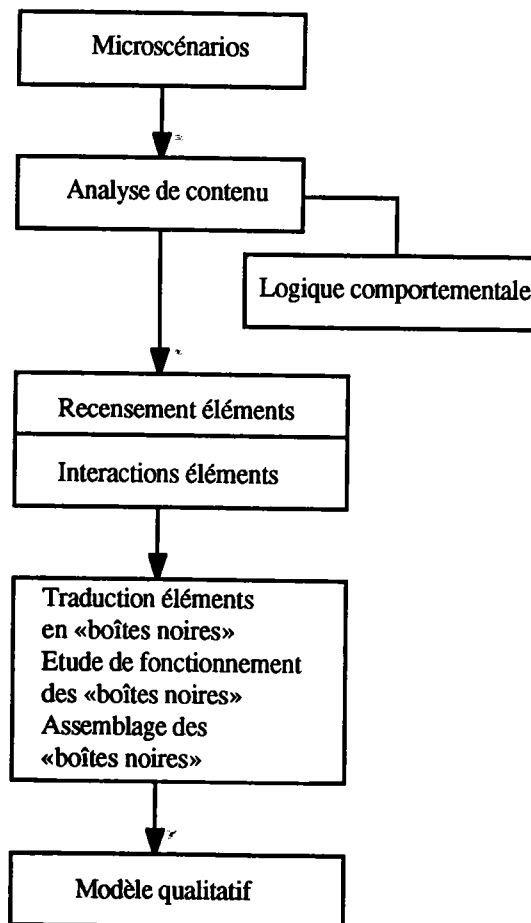 Microscénarios
Analyse de contenu
Logique comportementale
Recensement éléments
Interactions éléments
Traduction éléments
en «boîtes noires»
Etude de fonctionnement
des «boîtes noires»
Assemblage des
«boîtes noires»
Modèle qualitatif